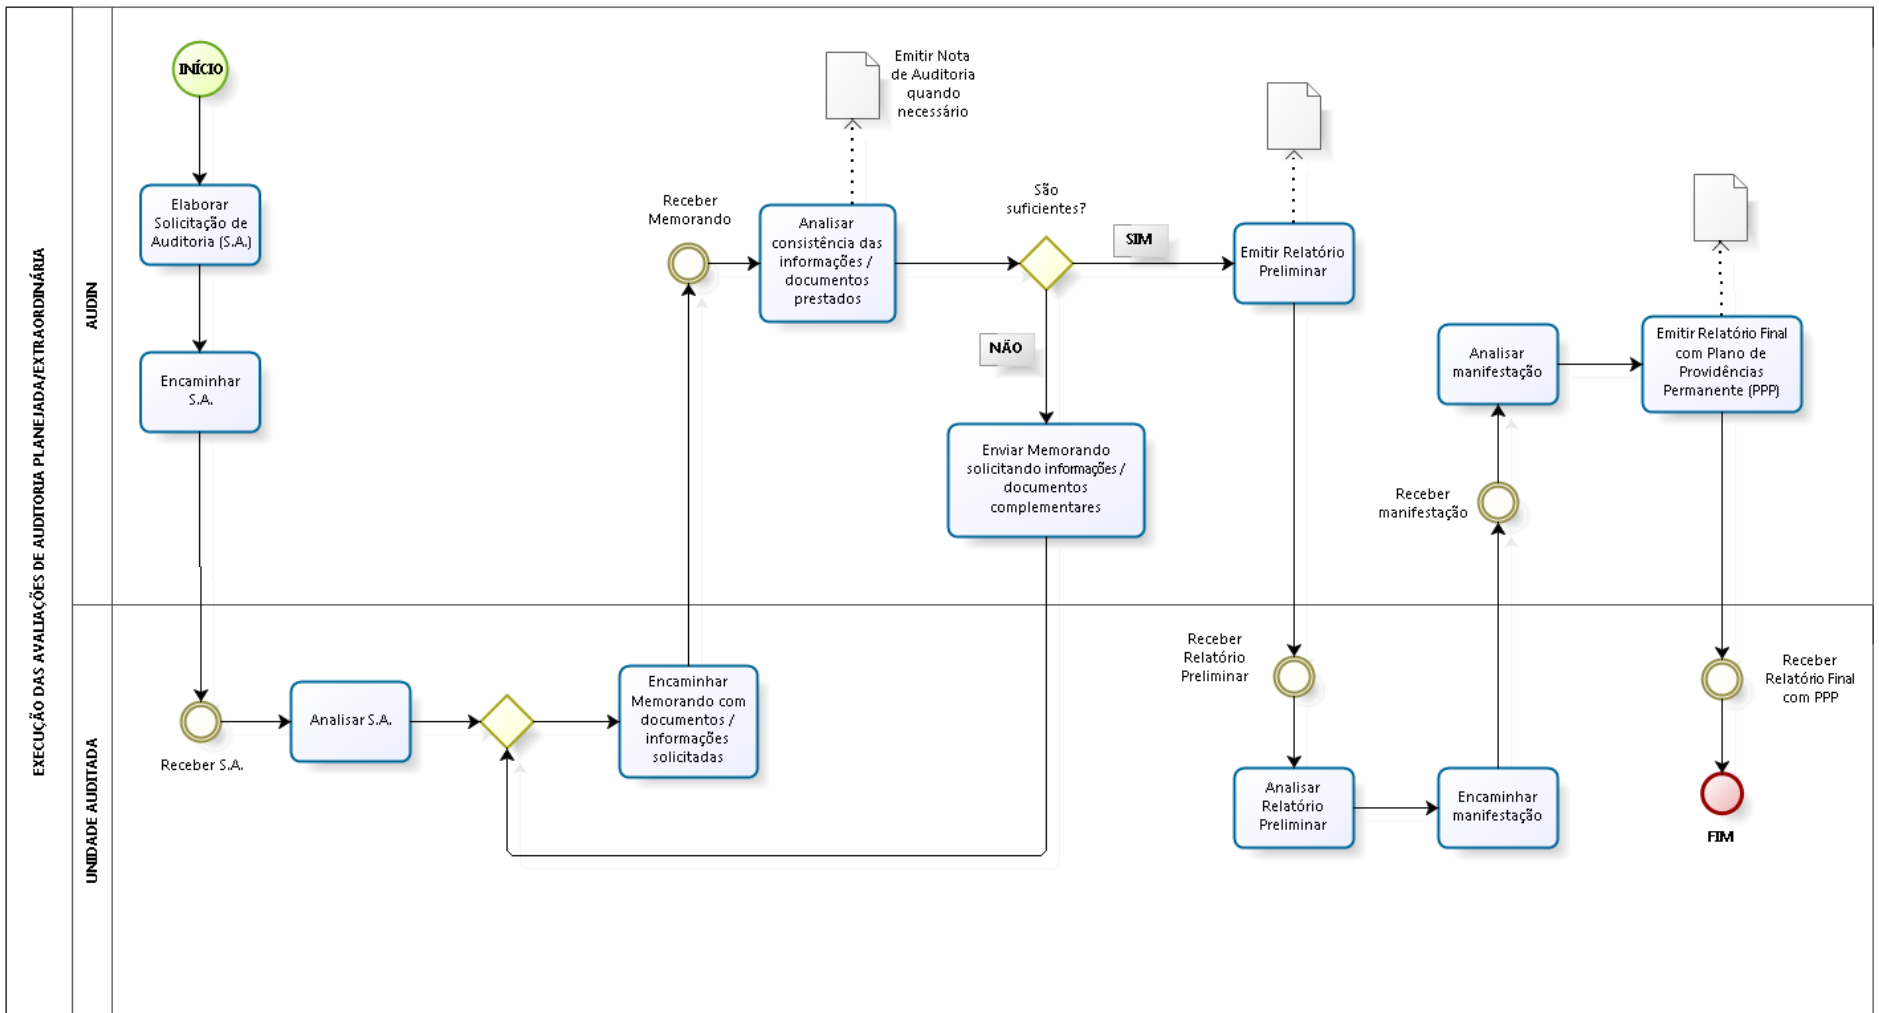 EXECUÇÃO DAS AVALIAÇÕES DE AUDITORIA PLANEJADA/EXTRAORDINÁRIA
AUDIN
INÍCIO
Elaborar
Solicitação de
Auditoria (S.A.)
Encaminhar
S.A.
Receber
Memorando
Analisar
consistência das
informações /
documentos
prestados
Emitir Nota
de Auditoria
quando
necessário
São
suficientes?
SIM
NÃO
Enviar Memorando
solicitando informações /
documentos
complementares
Emitir Relatório
Preliminar
Receber
manifestação
Analisar
manifestação
Emitir Relatório Final
com Plano de
Providências
Permanente (PPP)
UNIDADE AUDITADA
Receber S.A.
Analisar S.A.
Encaminhar
Memorando com
documentos /
informações
solicitadas
Receber
Relatório
Preliminar
Analisar
Relatório
Preliminar
Encaminhar
manifestação
Receber
Relatório Final
com PPP
FIM